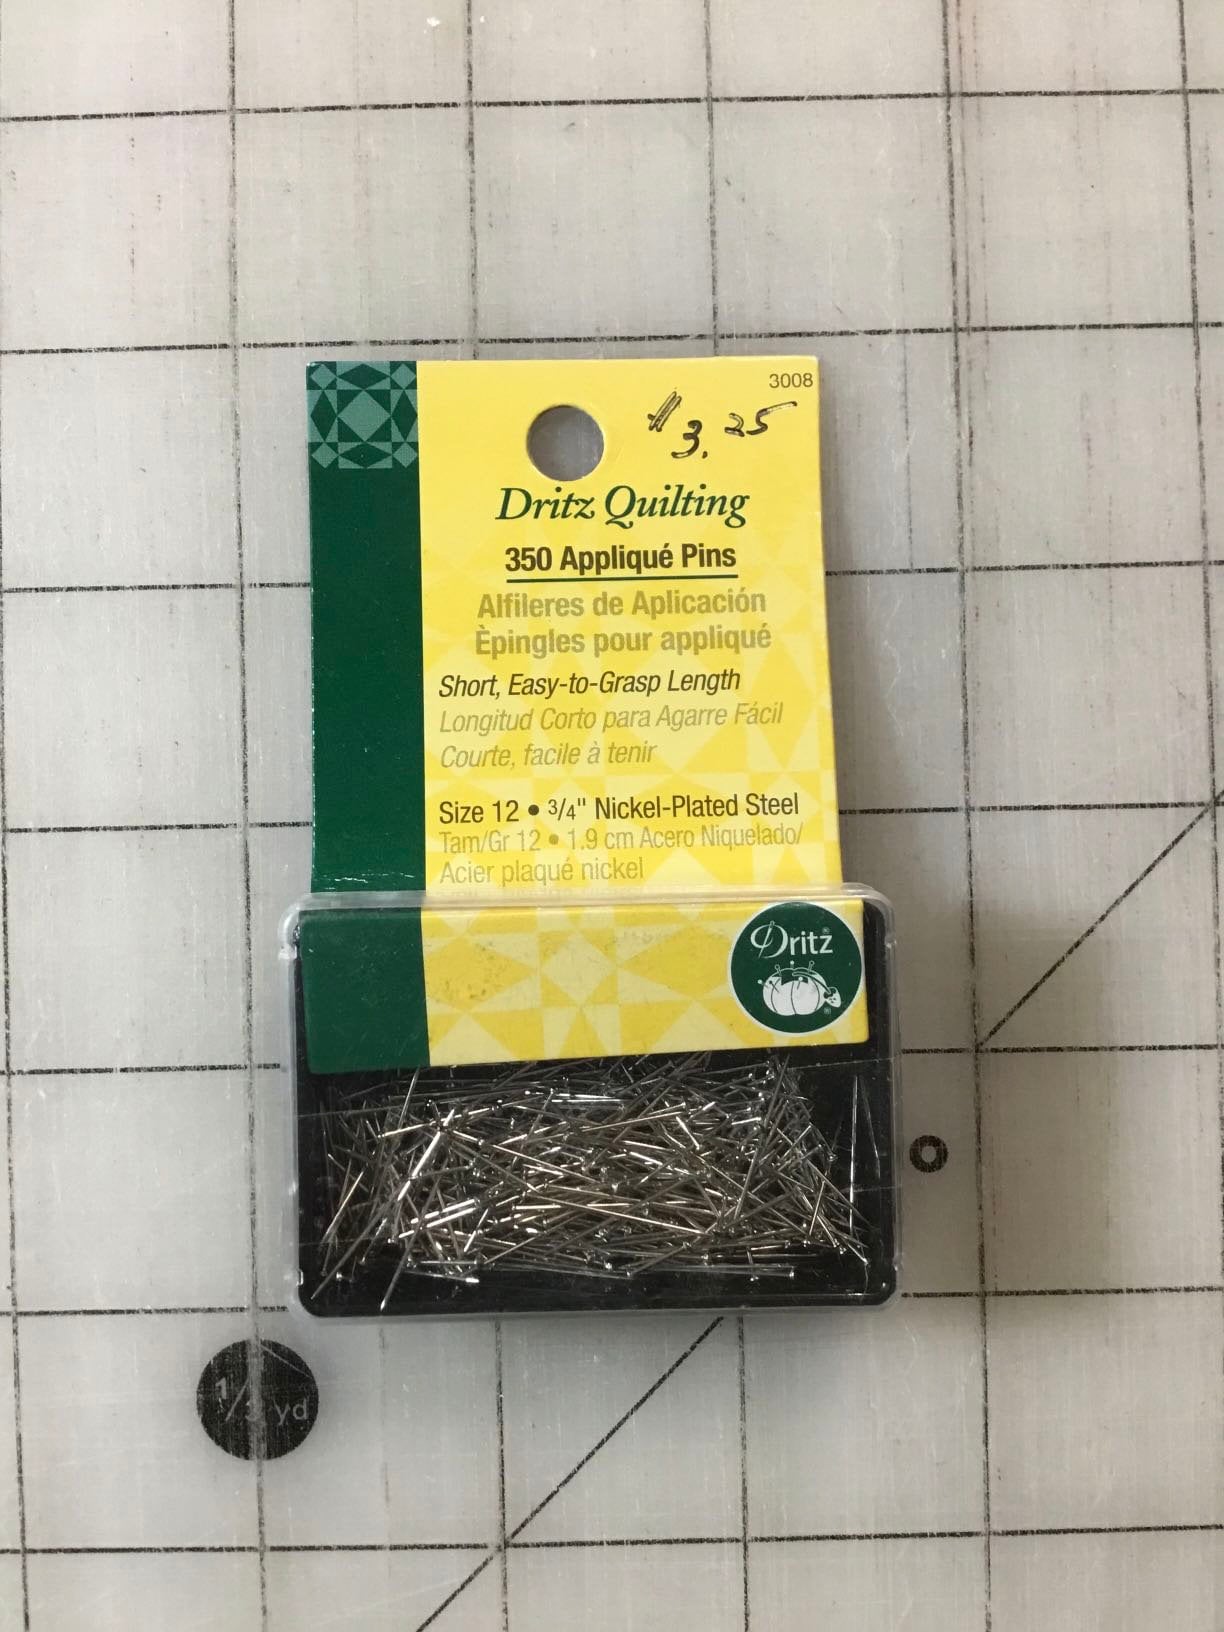 3008
$3.25
Dritz Quilting
350 Appliqué Pins
Alfileres de Aplicación
Èpingles pour appliqué
Short, Easy-to-Grasp Length
Longitud Corto para Agarre Fácil
Courte, facile à tenir
Size 12 • 3/4" Nickel-Plated Steel
Tam/Gr 12 • 1.9 cm Acero Niquelado/
Acier plaqué nickel
Dritz®
®
1/3 yd